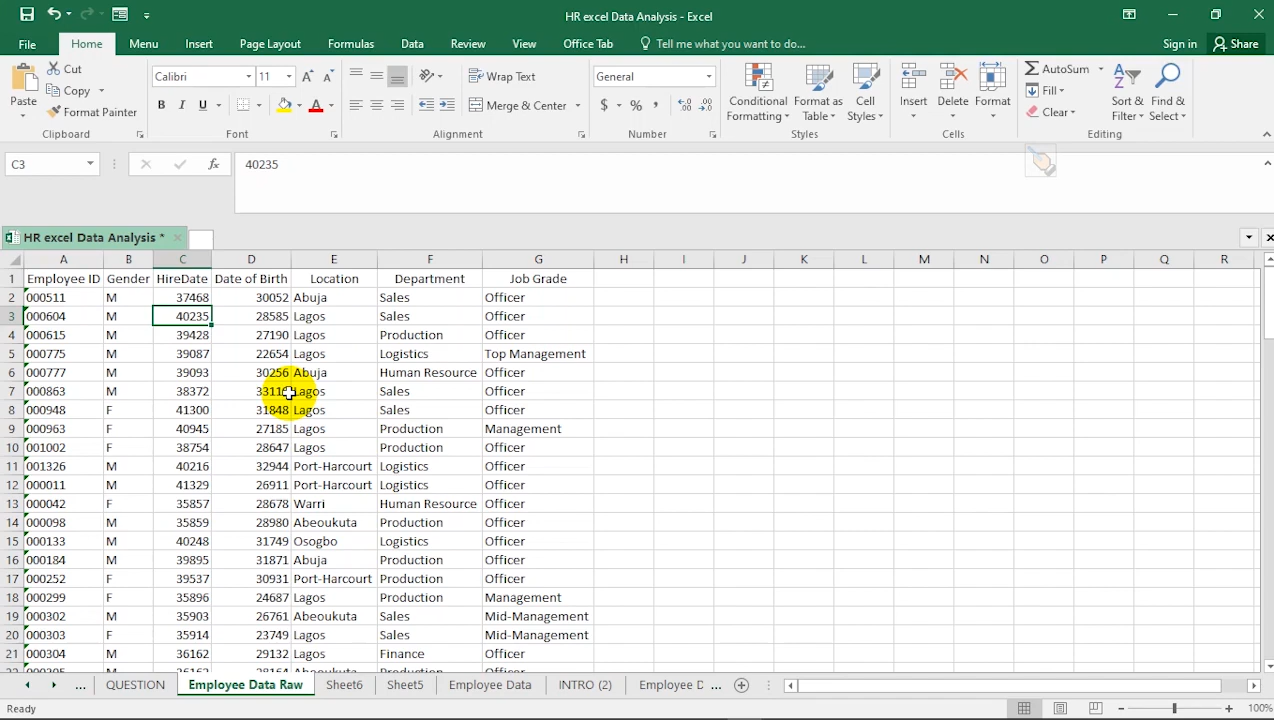 HR excel Data Analysis - Excel
File Home Menu Insert Page Layout Formulas Data Review View Office Tab Tell me what you want to do... Sign in Share
Paste Cut Copy Format Painter Clipboard
Calibri 11 B I U A Font
Wrap Text Merge & Center Alignment
General $ % , Number
Conditional Formatting Format as Table Cell Styles Styles
Insert Delete Format Cells
AutoSum Fill Clear Sort & Filter Find & Select Editing
C3 fx 40235
HR excel Data Analysis *
A B C D E F G H I J K L M N O P Q R
1 Employee ID Gender HireDate Date of Birth Location Department Job Grade
2 000511 M 37468 30052 Abuja Sales Officer
3 000604 M 40235 28585 Lagos Sales Officer
4 000615 M 39428 27190 Lagos Production Officer
5 000775 M 39087 22654 Lagos Logistics Top Management
6 000777 M 39093 30256 Abuja Human Resource Officer
7 000863 M 38372 Lagos Sales Officer
8 000948 F 41300 31848 Lagos Sales Officer
9 000963 F 40945 27185 Lagos Production Management
10 001002 F 38754 28647 Lagos Production Officer
11 001326 M 40216 32944 Port-Harcourt Logistics Officer
12 000011 M 41329 26911 Port-Harcourt Logistics Officer
13 000042 F 35857 28678 Warri Human Resource Officer
14 000098 M 35859 28980 Abeoukuta Production Officer
15 000133 M 40248 31749 Osogbo Logistics Officer
16 000184 M 39895 31871 Abuja Production Officer
17 000252 F 39537 30931 Port-Harcourt Production Officer
18 000299 F 35896 24687 Lagos Production Management
19 000302 M 35903 26761 Abeoukuta Sales Mid-Management
20 000303 F 35914 23749 Lagos Sales Mid-Management
21 000304 M 36162 29132 Lagos Finance Officer
... QUESTION Employee Data Raw Sheet6 Sheet5 Employee Data INTRO (2) Employee D ...
Ready 100%